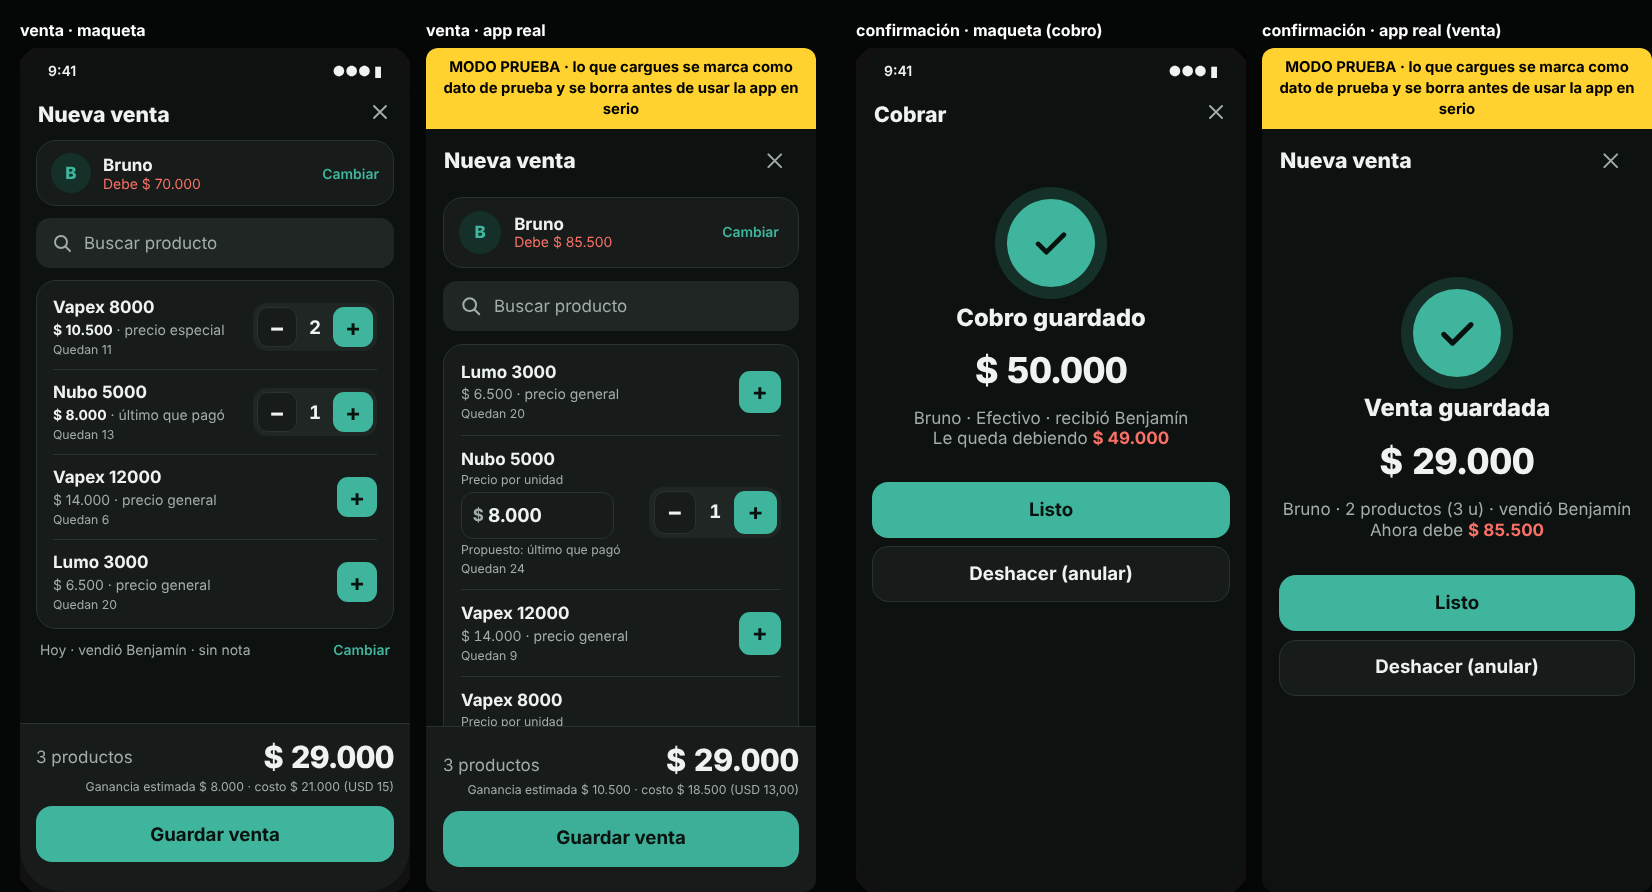 venta · maqueta
9:41
Nueva venta
B
Bruno
Debe $ 70.000
Cambiar
Buscar producto
Vapex 8000
$ 10.500 · precio especial
Quedan 11
− 2 +
Nubo 5000
$ 8.000 · último que pagó
Quedan 13
− 1 +
Vapex 12000
$ 14.000 · precio general
Quedan 6
+
Lumo 3000
$ 6.500 · precio general
Quedan 20
+
Hoy · vendió Benjamín · sin nota
Cambiar
3 productos
$ 29.000
Ganancia estimada $ 8.000 · costo $ 21.000 (USD 15)
Guardar venta
venta · app real
MODO PRUEBA · lo que cargues se marca como
dato de prueba y se borra antes de usar la app en
serio
Nueva venta
B
Bruno
Debe $ 85.500
Cambiar
Buscar producto
Lumo 3000
$ 6.500 · precio general
Quedan 20
+
Nubo 5000
Precio por unidad
$ 8.000
− 1 +
Propuesto: último que pagó
Quedan 24
Vapex 12000
$ 14.000 · precio general
Quedan 9
+
Vapex 8000
Precio por unidad
3 productos
$ 29.000
Ganancia estimada $ 10.500 · costo $ 18.500 (USD 13,00)
Guardar venta
confirmación · maqueta (cobro)
9:41
Cobrar
Cobro guardado
$ 50.000
Bruno · Efectivo · recibió Benjamín
Le queda debiendo $ 49.000
Listo
Deshacer (anular)
confirmación · app real (venta)
MODO PRUEBA · lo que cargues se marca como
dato de prueba y se borra antes de usar la app en
serio
Nueva venta
Venta guardada
$ 29.000
Bruno · 2 productos (3 u) · vendió Benjamín
Ahora debe $ 85.500
Listo
Deshacer (anular)